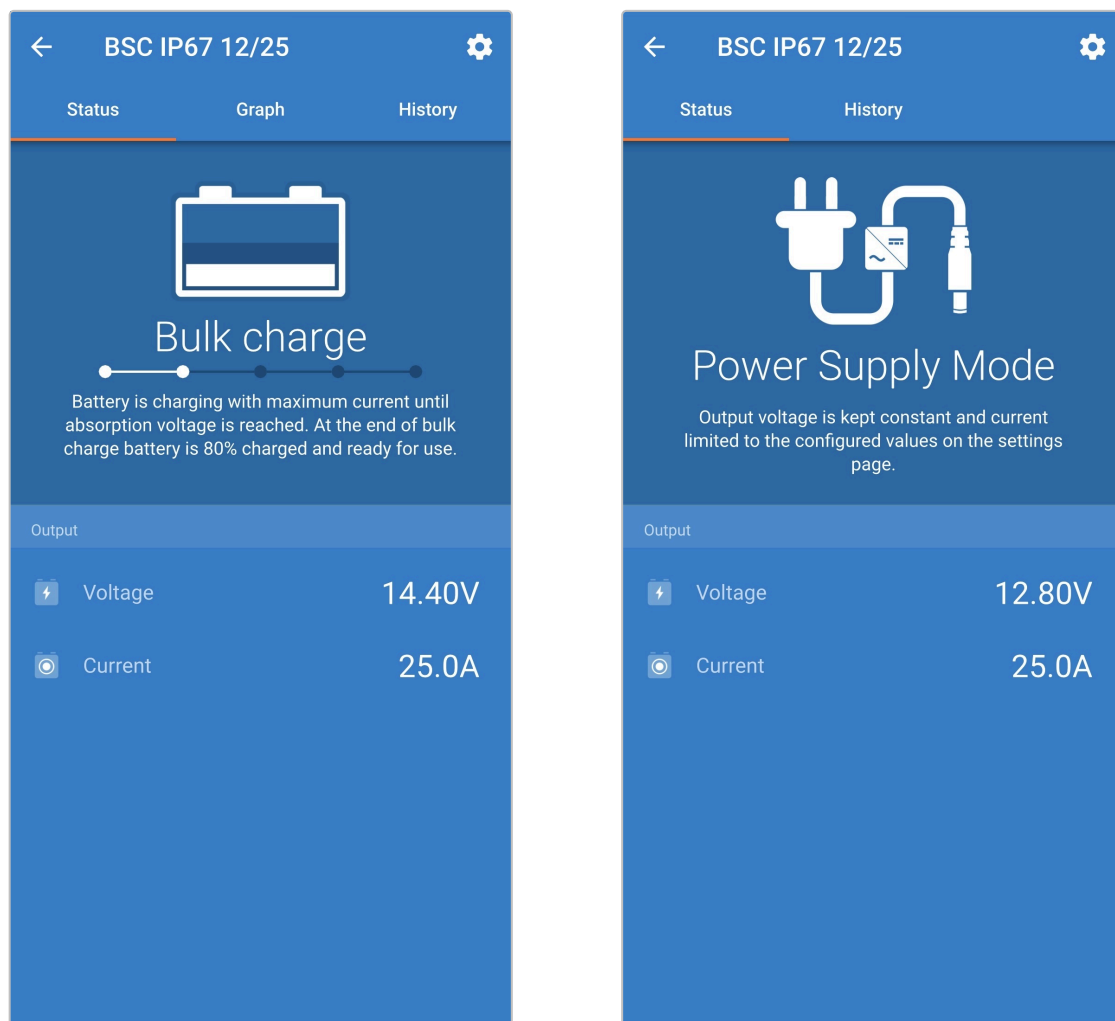 BSC IP67 12/25
Status Graph History
Bulk charge
Battery is charging with maximum current until
absorption voltage is reached. At the end of bulk
charge battery is 80% charged and ready for use.
Output
Voltage 14.40V
Current 25.0A
BSC IP67 12/25
Status History
Power Supply Mode
Output voltage is kept constant and current
limited to the configured values on the settings
page.
Output
Voltage 12.80V
Current 25.0A